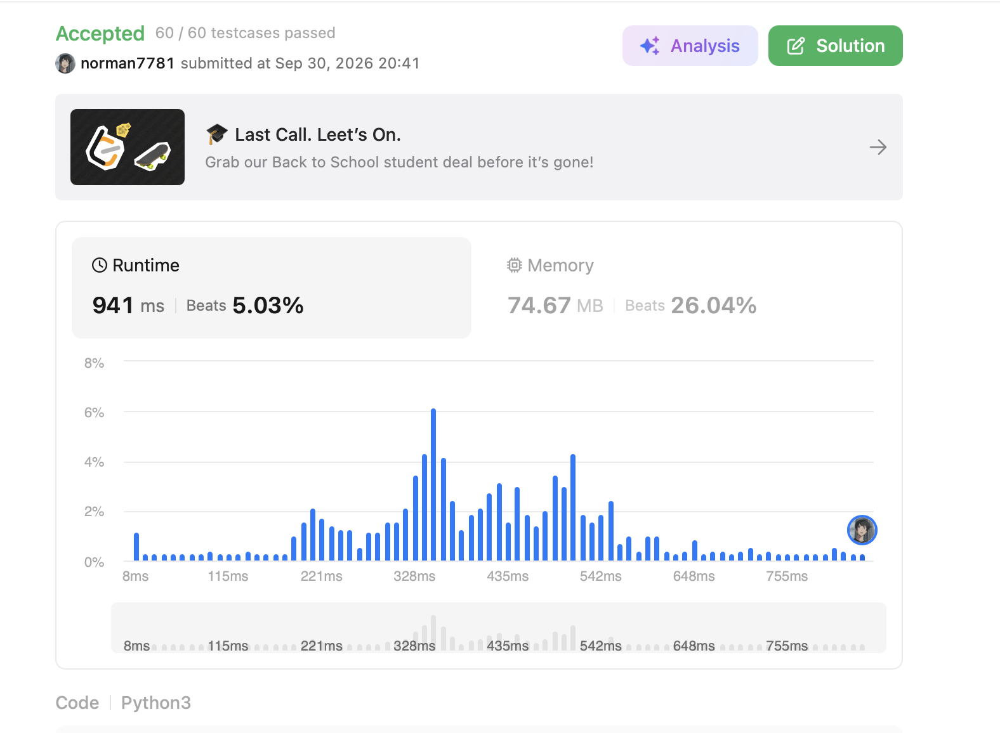 Accepted 60 / 60 testcases passed
norman7781 submitted at Sep 30, 2026 20:41
Analysis
Solution
🎓 Last Call. Leet’s On.
Grab our Back to School student deal before it’s gone!
Runtime
941 ms | Beats 5.03%
Memory
74.67 MB | Beats 26.04%
8%
6%
4%
2%
0%
8ms 115ms 221ms 328ms 435ms 542ms 648ms 755ms
8ms 115ms 221ms 328ms 435ms 542ms 648ms 755ms
Code | Python3